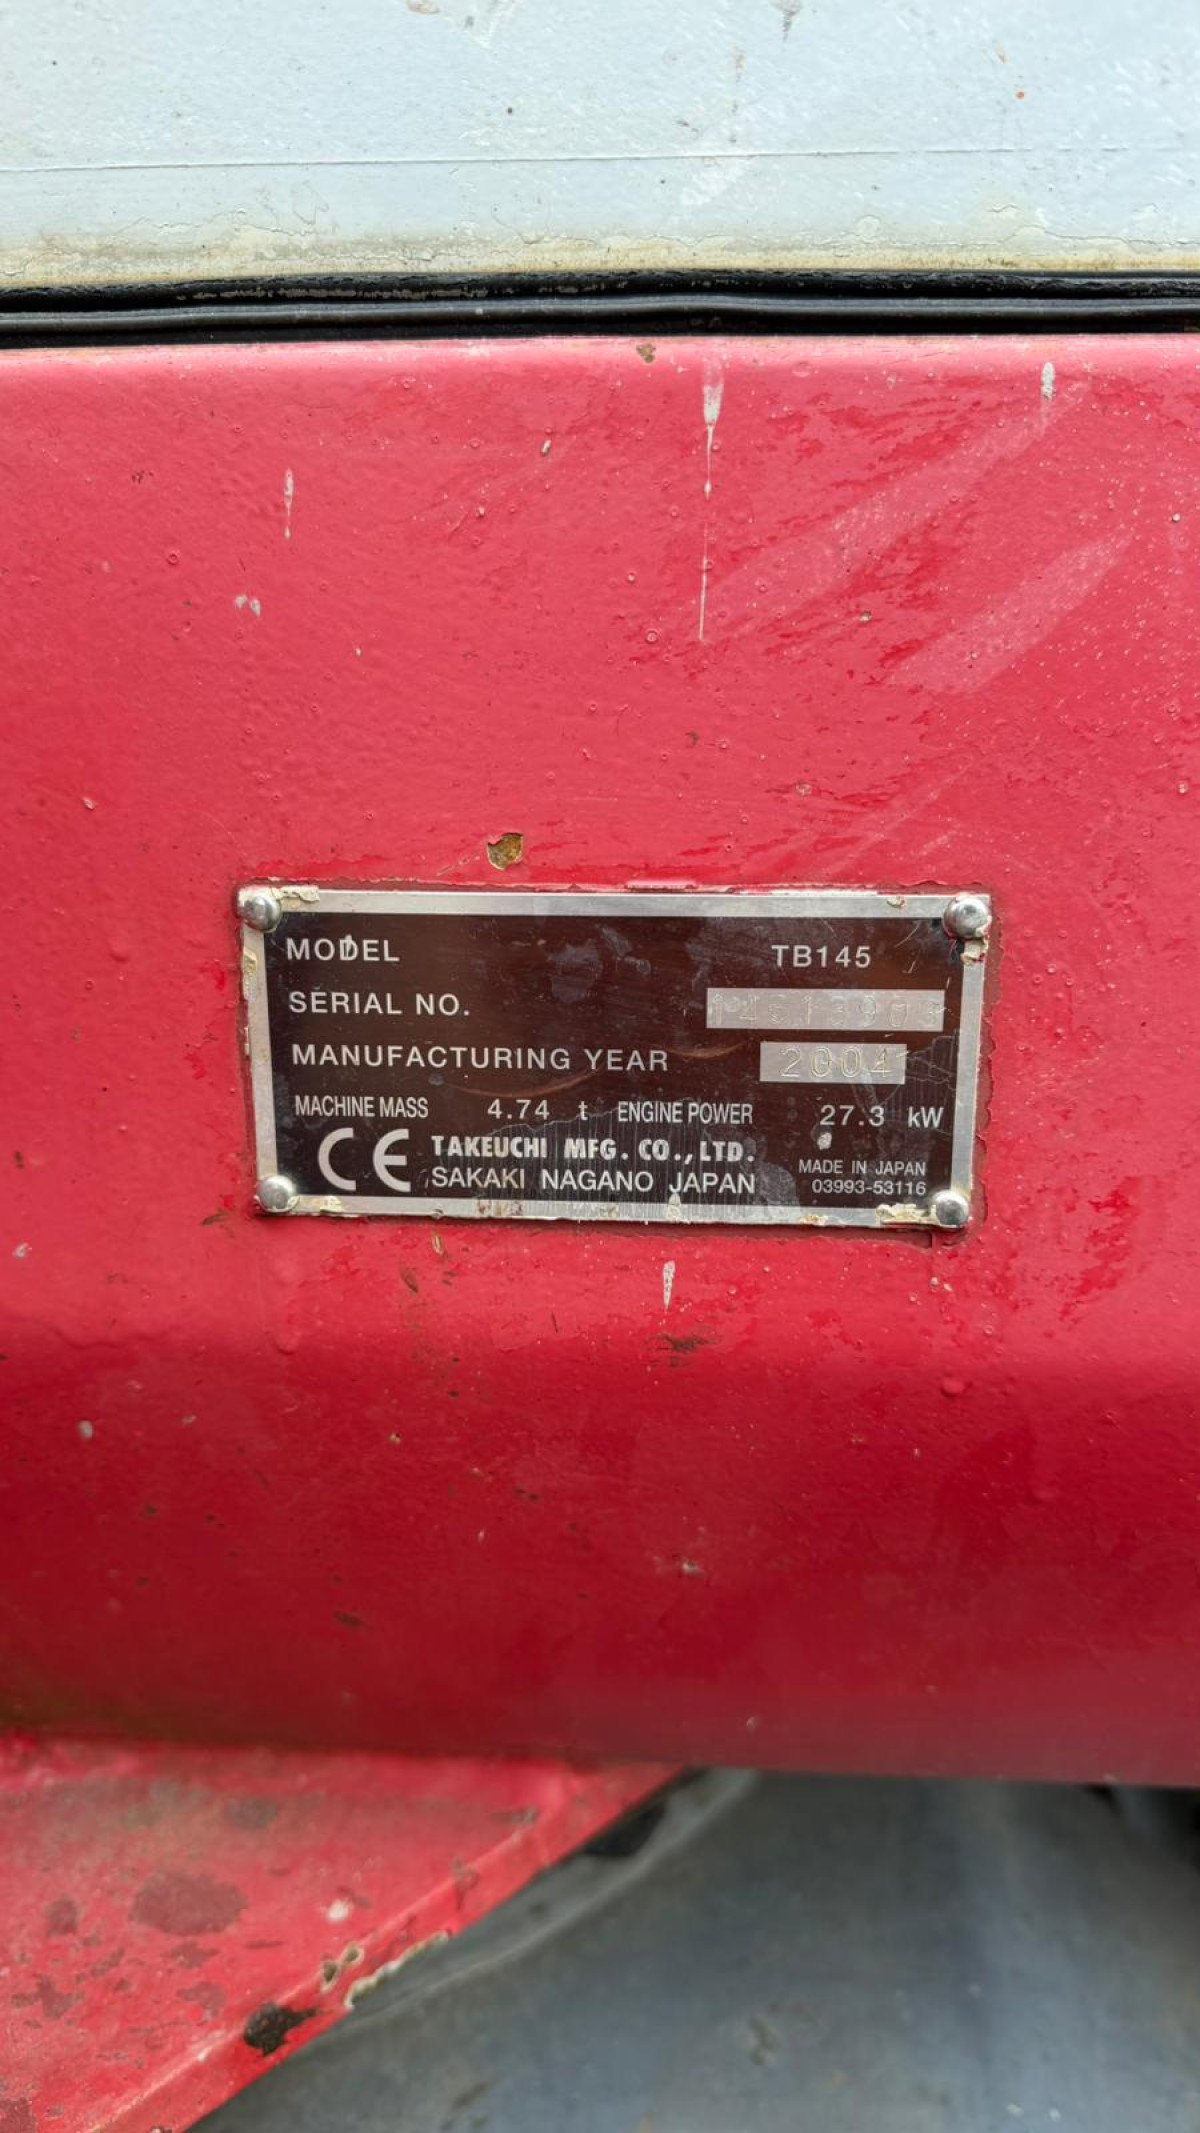 MODEL TB145
SERIAL NO.
MANUFACTURING YEAR 2004
MACHINE MASS 4.74 t ENGINE POWER 27.3 kW
CE TAKEUCHI MFG. CO., LTD.
SAKAKI NAGANO JAPAN
MADE IN JAPAN
03993-53116